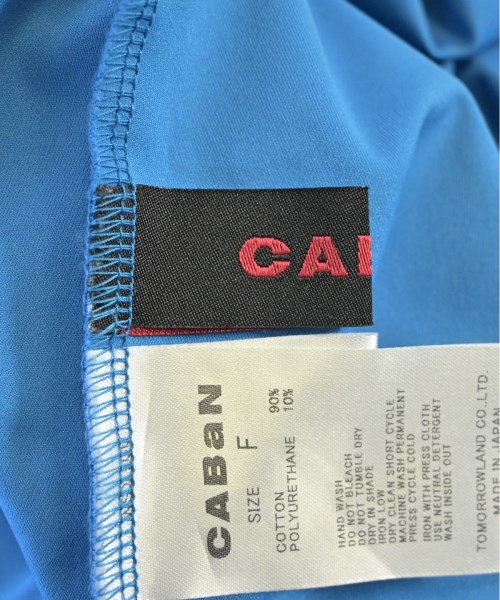 CABa
CABaN
SIZE F
COTTON 90%
POLYURETHANE 10%
HAND WASH
DO NOT BLEACH
DO NOT TUMBLE DRY
DRY IN SHADE
IRON LOW
DRY CLEAN SHORT CYCLE
MACHINE WASH PERMANENT
PRESS CYCLE COLD
IRON WITH PRESS CLOTH
USE NEUTRAL DETERGENT
WASH INSIDE OUT
TOMORROWLAND CO.,LTD.
MADE IN JAPAN